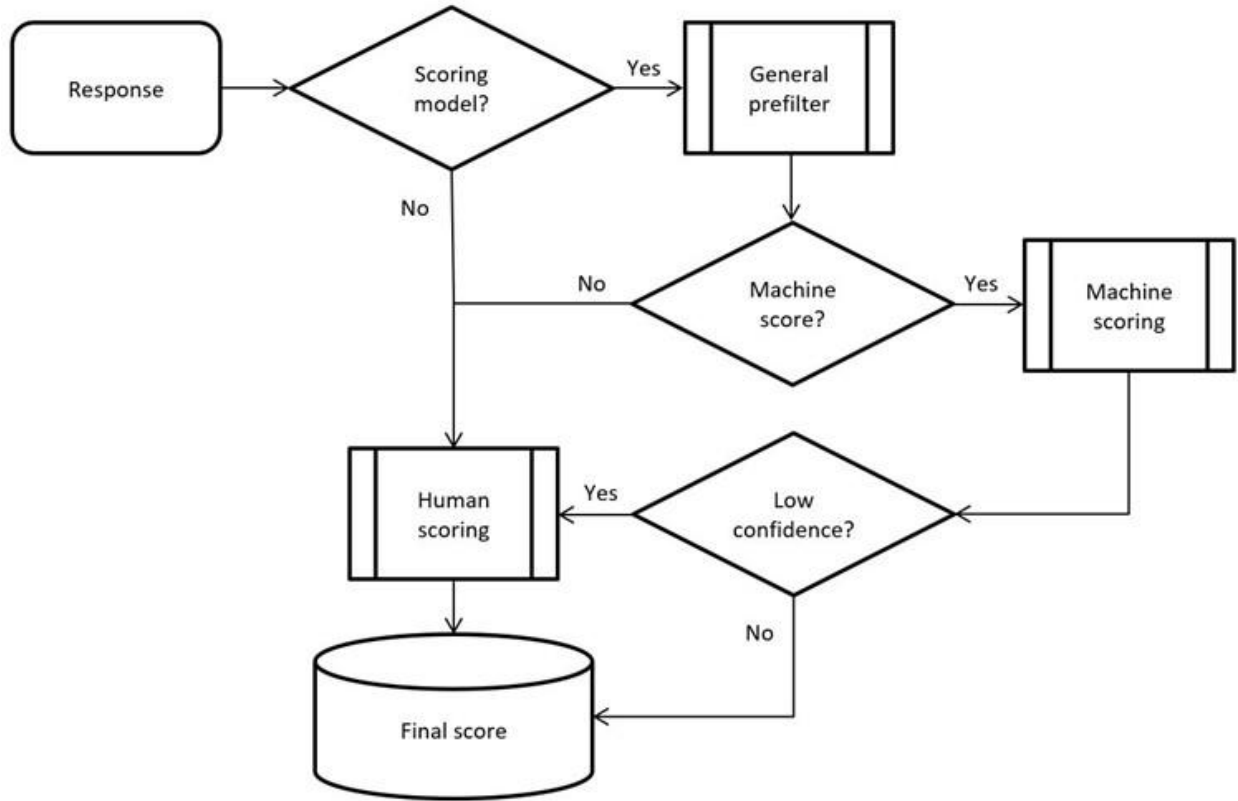 Response
Scoring
model?
Yes
General
prefilter
No
No
Machine
score?
Yes
Machine
scoring
Human
scoring
Yes
Low
confidence?
No
Final score